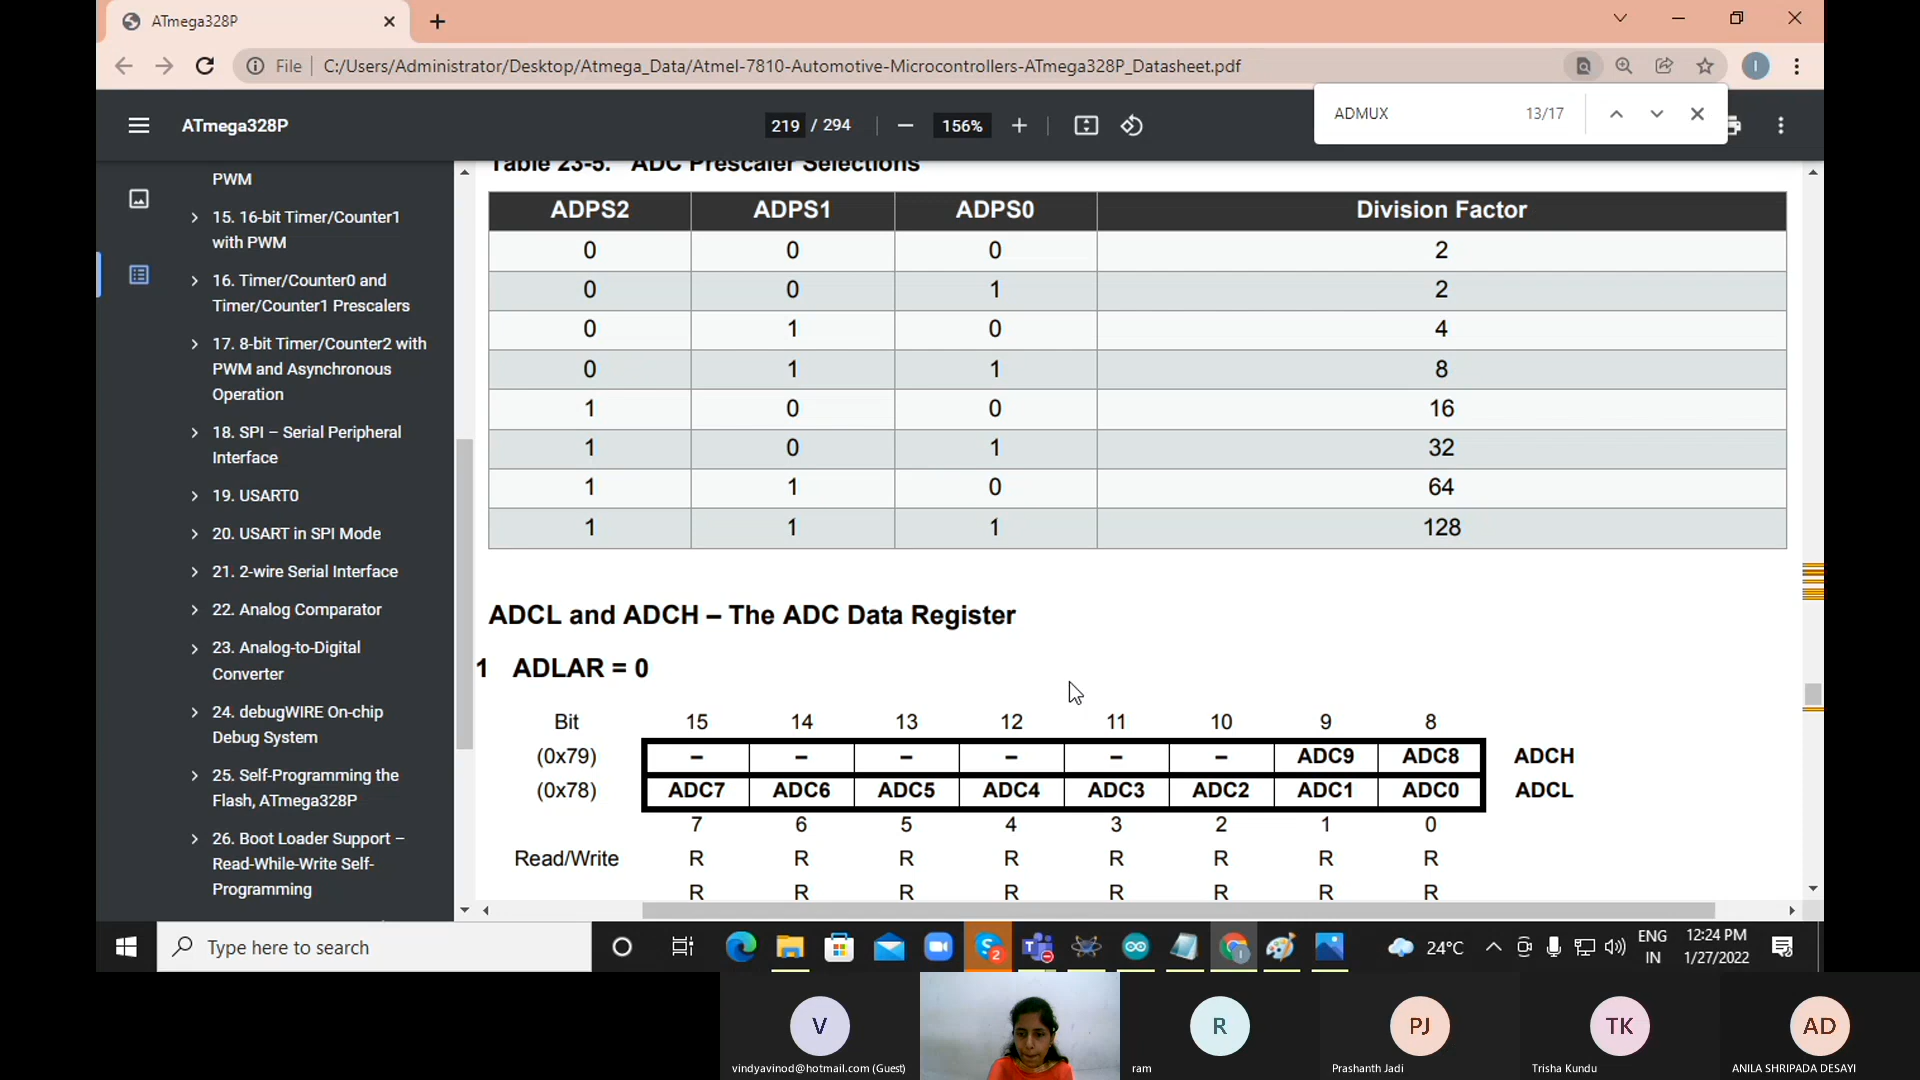 ATmega328P
File
C:/Users/Administrator/Desktop/Atmega_Data/Atmel-7810-Automotive-Microcontrollers-ATmega328P_Datasheet.pdf
I
ATmega328P
219 / 294
156%
ADMUX
13/17
PWM
15. 16-bit Timer/Counter1
with PWM
16. Timer/Counter0 and
Timer/Counter1 Prescalers
17. 8-bit Timer/Counter2 with
PWM and Asynchronous
Operation
18. SPI – Serial Peripheral
Interface
19. USART0
20. USART in SPI Mode
21. 2-wire Serial Interface
22. Analog Comparator
23. Analog-to-Digital
Converter
24. debugWIRE On-chip
Debug System
25. Self-Programming the
Flash, ATmega328P
26. Boot Loader Support –
Read-While-Write Self-
Programming
Table 23-5. ADC Prescaler Selections
ADPS2 ADPS1 ADPS0 Division Factor
0 0 0 2
0 0 1 2
0 1 0 4
0 1 1 8
1 0 0 16
1 0 1 32
1 1 0 64
1 1 1 128
ADCL and ADCH – The ADC Data Register
1 ADLAR = 0
Bit 15 14 13 12 11 10 9 8
(0x79) – – – – – – ADC9 ADC8 ADCH
(0x78) ADC7 ADC6 ADC5 ADC4 ADC3 ADC2 ADC1 ADC0 ADCL
7 6 5 4 3 2 1 0
Read/Write R R R R R R R R
R R R R R R R R
Type here to search
2
24°C
ENG
IN
12:24 PM
1/27/2022
V
R
PJ
TK
AD
vindyavinod@hotmail.com (Guest)
ram
Prashanth Jadi
Trisha Kundu
ANILA SHRIPADA DESAYI